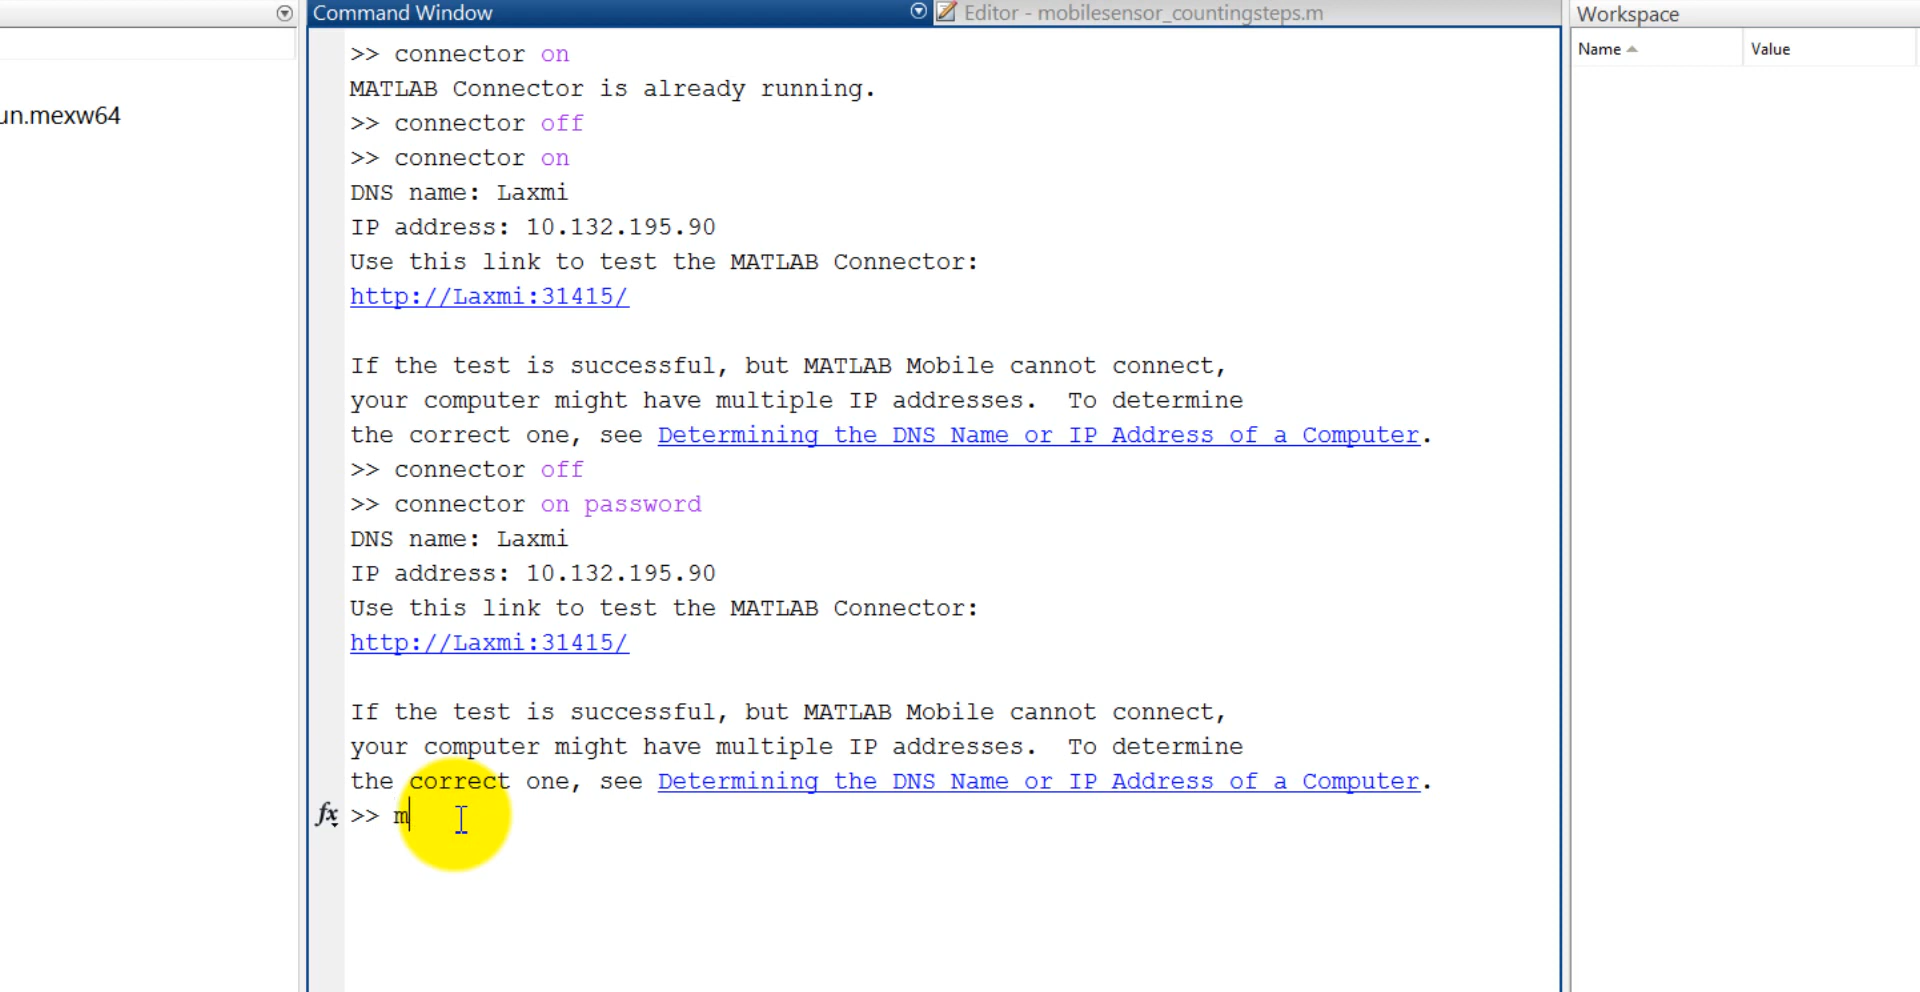 Command Window
Editor - mobilesensor_countingsteps.m
Workspace
Name
Value
un.mexw64
>> connector on
MATLAB Connector is already running.
>> connector off
>> connector on
DNS name: Laxmi
IP address: 10.132.195.90
Use this link to test the MATLAB Connector:
http://Laxmi:31415/
If the test is successful, but MATLAB Mobile cannot connect,
your computer might have multiple IP addresses.  To determine
the correct one, see Determining the DNS Name or IP Address of a Computer.
>> connector off
>> connector on password
DNS name: Laxmi
IP address: 10.132.195.90
Use this link to test the MATLAB Connector:
http://Laxmi:31415/
If the test is successful, but MATLAB Mobile cannot connect,
your computer might have multiple IP addresses.  To determine
the correct one, see Determining the DNS Name or IP Address of a Computer.
fx >> m